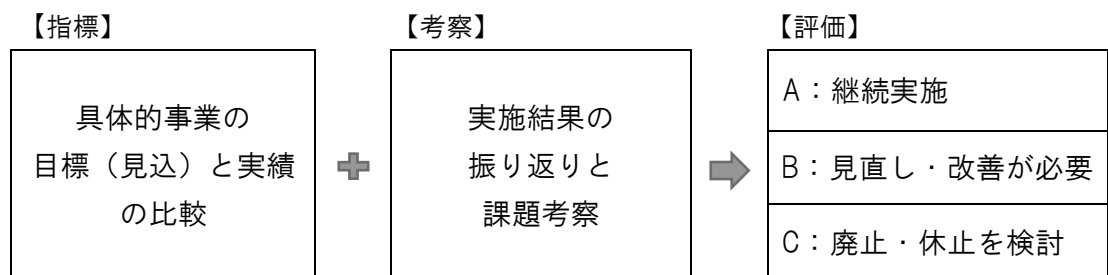 【指標】
具体的事業の
目標（見込）と実績
の比較
【考察】
実施結果の
振り返りと
課題考察
【評価】
A：継続実施
B：見直し・改善が必要
C：廃止・休止を検討